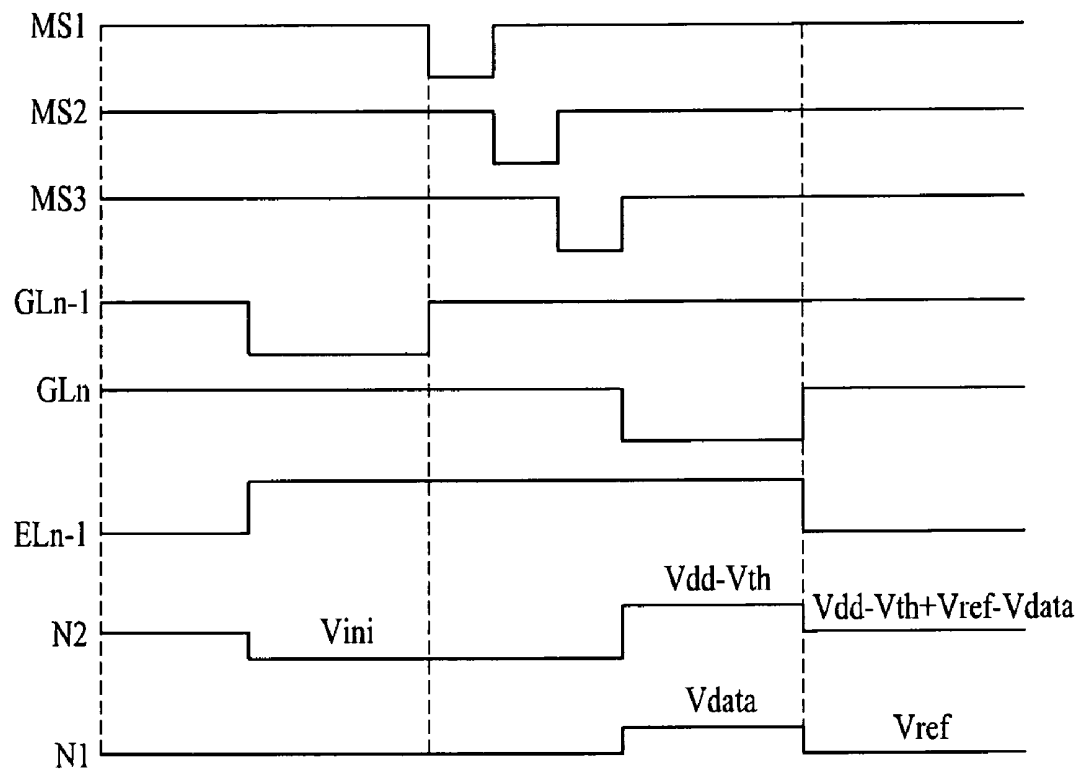 MS1
MS2
MS3
GLn-1
GLn
ELn-1
Vdd-Vth
N2
Vini
Vdd-Vth+Vref-Vdata
Vdata
Vref
N1